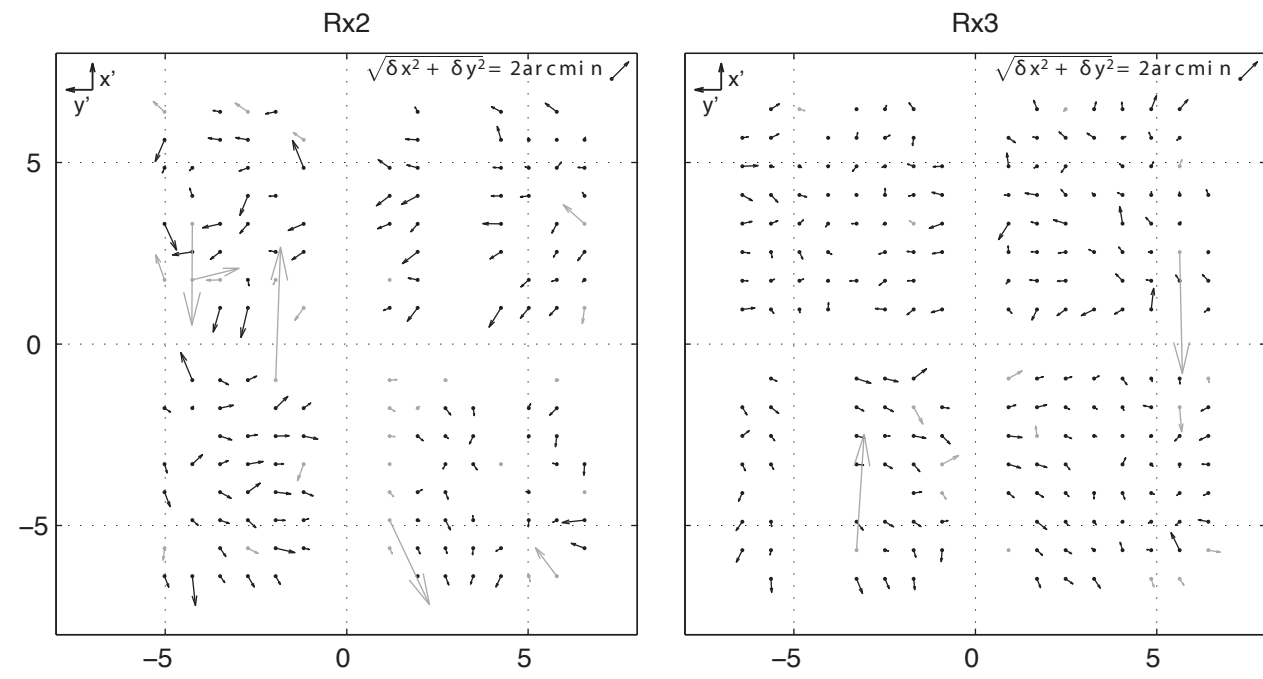 Rx2
Rx3
x'
y'
√δx² + δy² = 2arcmin
x'
y'
√δx² + δy² = 2arcmin
5
0
−5
−5
0
5
−5
0
5